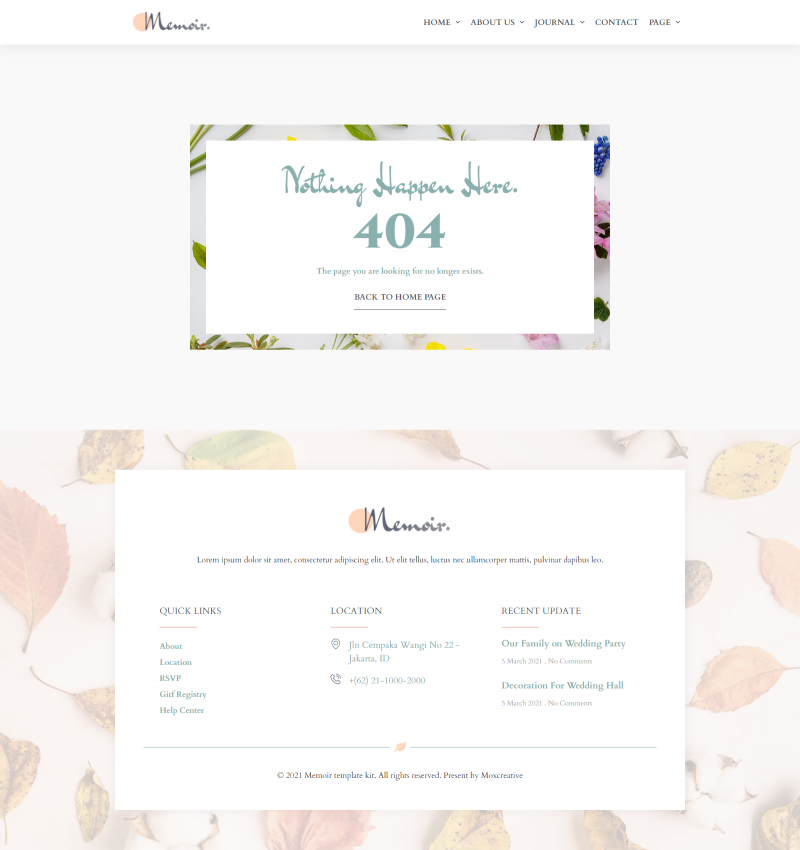 Memoir.
HOME
ABOUT US
JOURNAL
CONTACT
PAGE
Nothing Happen Here.
404
The page you are looking for no longer exists.
BACK TO HOME PAGE
Memoir.
Lorem ipsum dolor sit amet, consectetur adipiscing elit. Ut elit tellus, luctus nec ullamcorper mattis, pulvinar dapibus leo.
QUICK LINKS
About
Location
RSVP
Gitf Registry
Help Center
LOCATION
Jln Cempaka Wangi No 22 -
Jakarta, ID
+(62) 21-1000-2000
RECENT UPDATE
Our Family on Wedding Party
5 March 2021 . No Comments
Decoration For Wedding Hall
5 March 2021 . No Comments
© 2021 Memoir template kit. All rights reserved. Present by Moxcreative